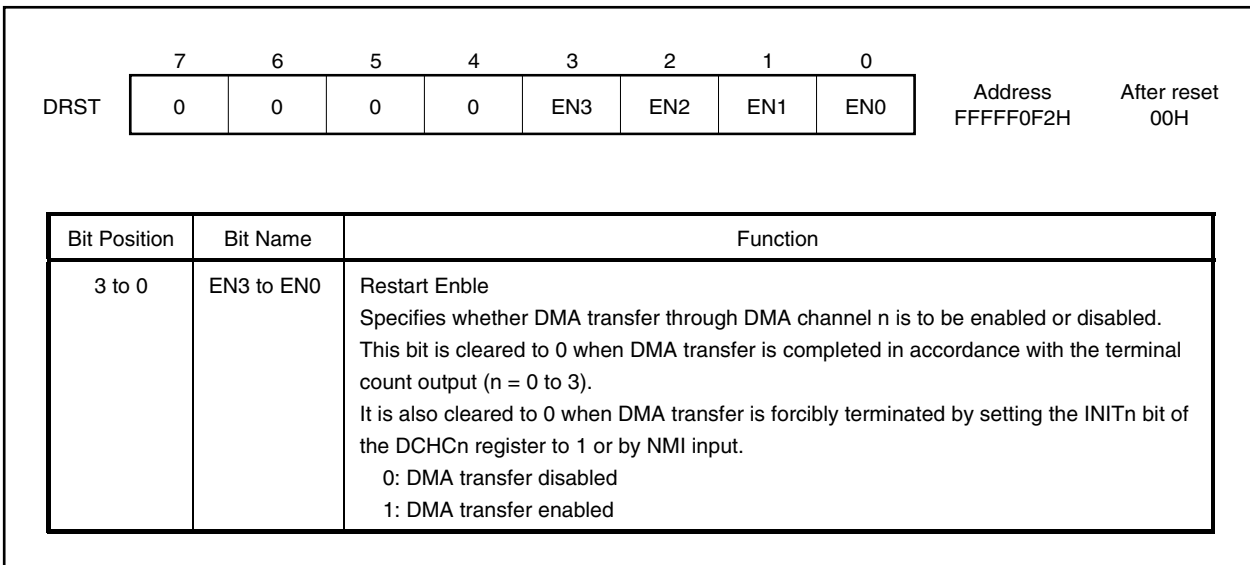 7 6 5 4 3 2 1 0
DRST 0 0 0 0 EN3 EN2 EN1 EN0
Address After reset
FFFFF0F2H 00H
Bit Position Bit Name Function
3 to 0 EN3 to EN0 Restart Enble
Specifies whether DMA transfer through DMA channel n is to be enabled or disabled.
This bit is cleared to 0 when DMA transfer is completed in accordance with the terminal
count output (n = 0 to 3).
It is also cleared to 0 when DMA transfer is forcibly terminated by setting the INITn bit of
the DCHCn register to 1 or by NMI input.
0: DMA transfer disabled
1: DMA transfer enabled